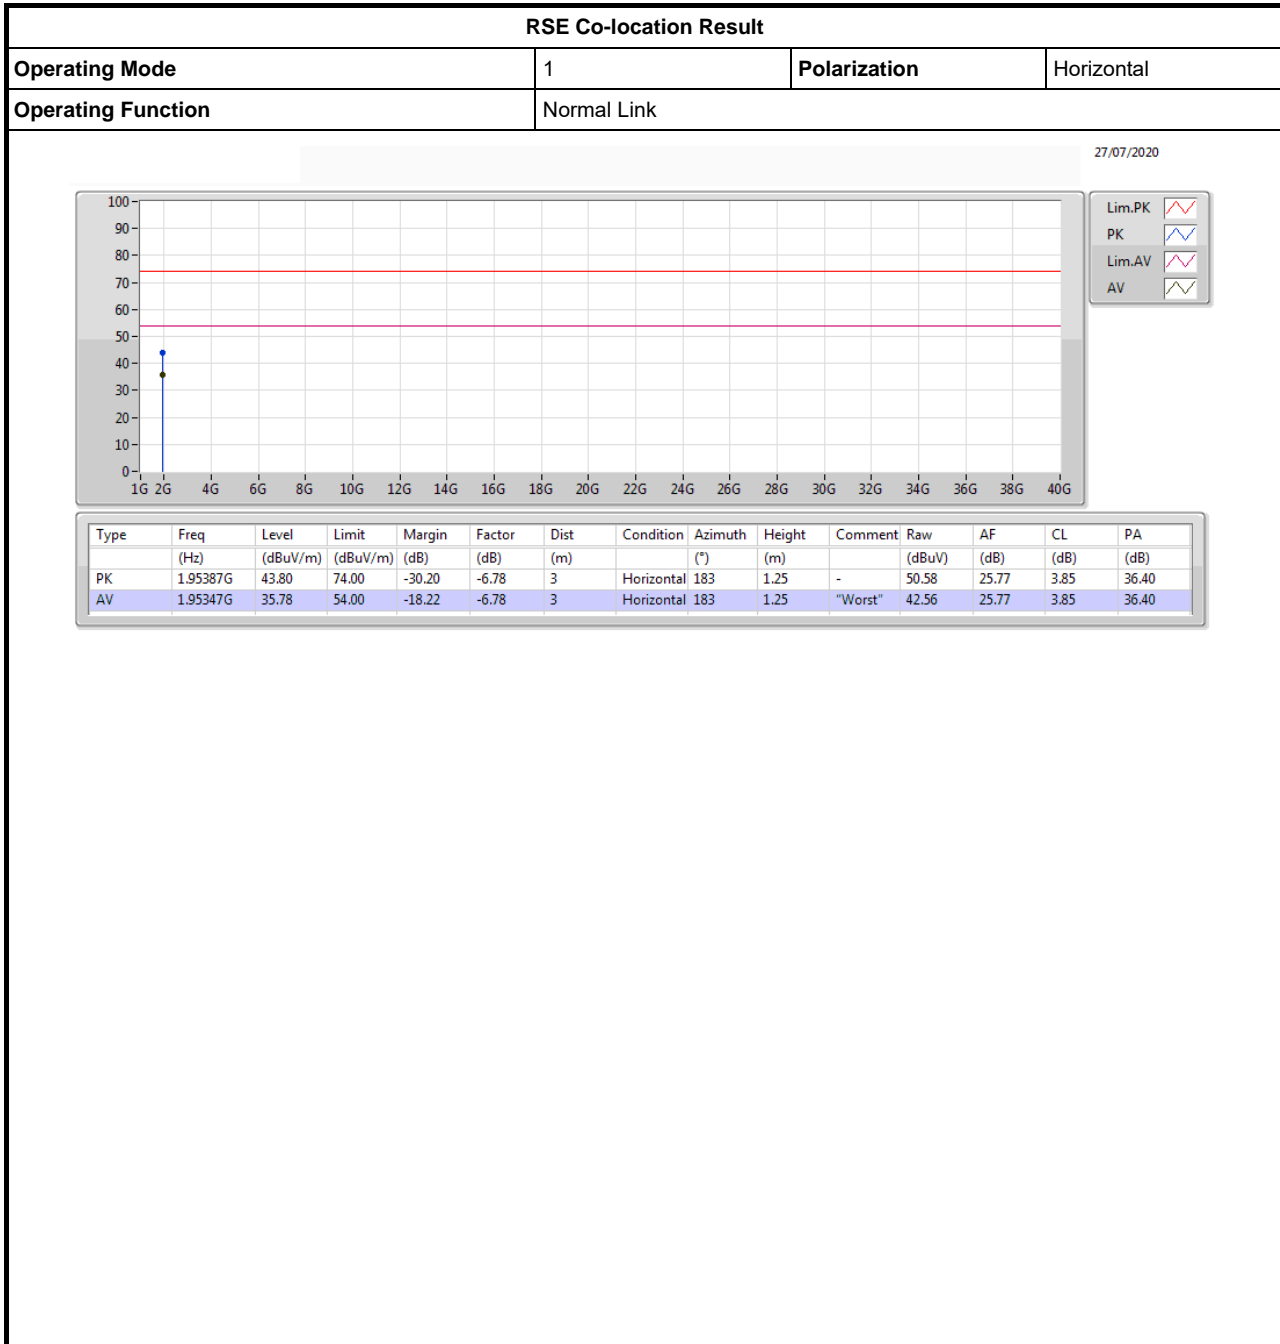 RSE Co-location Result
Operating Mode 1 Polarization Horizontal
Operating Function Normal Link
27/07/2020
100
90
80
70
60
50
40
30
20
10
0
1G 2G 4G 6G 8G 10G 12G 14G 16G 18G 20G 22G 24G 26G 28G 30G 32G 34G 36G 38G 40G
Lim.PK
PK
Lim.AV
AV
Type Freq Level Limit Margin Factor Dist Condition Azimuth Height Comment Raw AF CL PA
(Hz) (dBuV/m) (dBuV/m) (dB) (dB) (m) (°) (m) (dBuV) (dB) (dB) (dB)
PK 1.95387G 43.80 74.00 -30.20 -6.78 3 Horizontal 183 1.25 - 50.58 25.77 3.85 36.40
AV 1.95347G 35.78 54.00 -18.22 -6.78 3 Horizontal 183 1.25 "Worst" 42.56 25.77 3.85 36.40